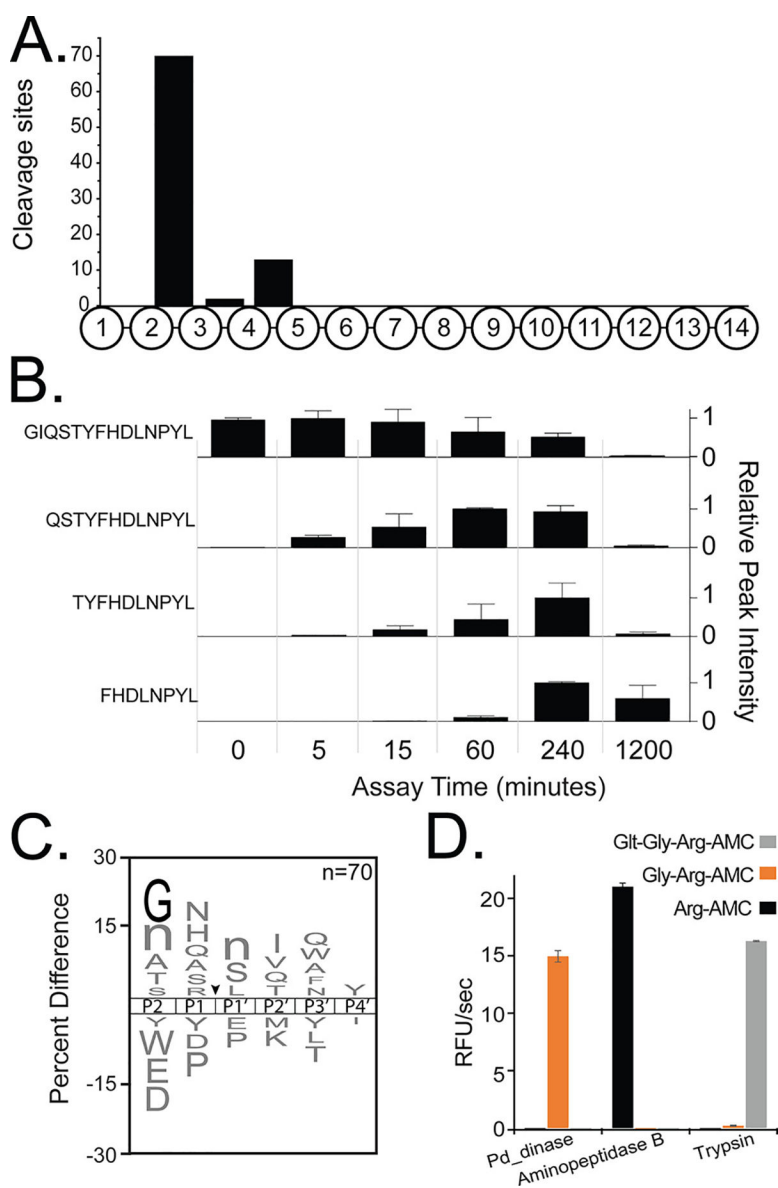 A.
Cleavage sites
70
60
50
40
30
20
10
0
1 2 3 4 5 6 7 8 9 10 11 12 13 14
B.
GIQSTYFHDLNPYL
1
0
QSTYFHDLNPYL
1
0
TYFHDLNPYL
1
0
FHDLNPYL
1
0
Relative Peak Intensity
0 5 15 60 240 1200
Assay Time (minutes)
C.
Percent Difference
30
15
-15
-30
n=70
G N n I Q
n H S V W
A Q L Q A
T A T F
S S N Y
R
P2 P1 P1' P2' P3' P4'
Y Y E M Y I
W D P K L
E P T
D
D.
Glt-Gly-Arg-AMC
Gly-Arg-AMC
Arg-AMC
RFU/sec
20
15
10
5
0
Pd_dinase
Aminopeptidase B
Trypsin